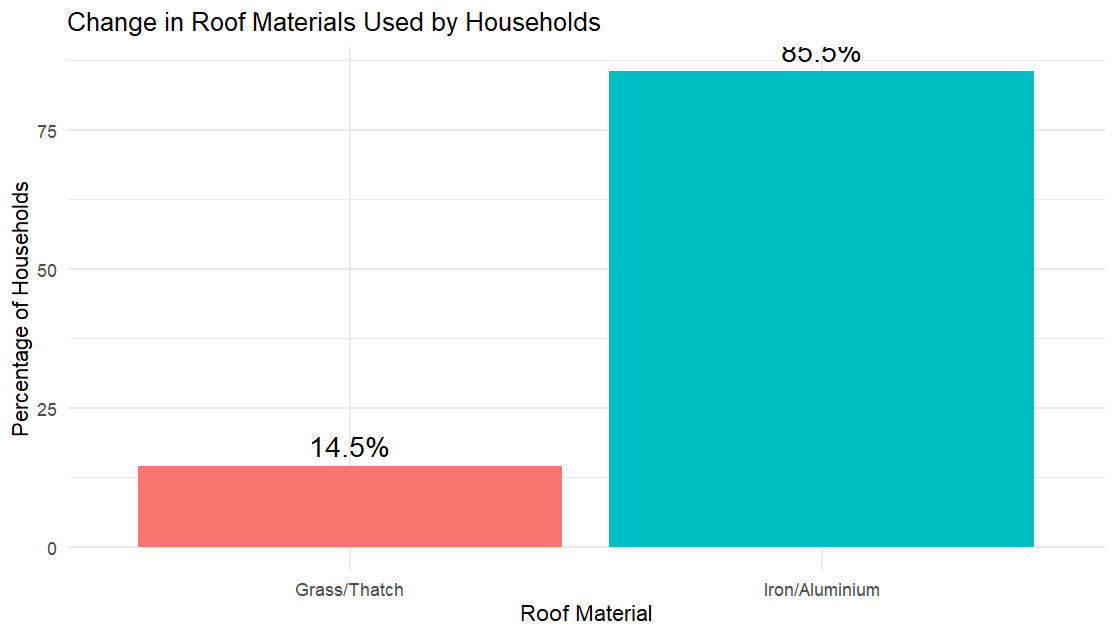 Change in Roof Materials Used by Households
85.5%
75
50
25
0
14.5%
Percentage of Households
Grass/Thatch
Iron/Aluminium
Roof Material